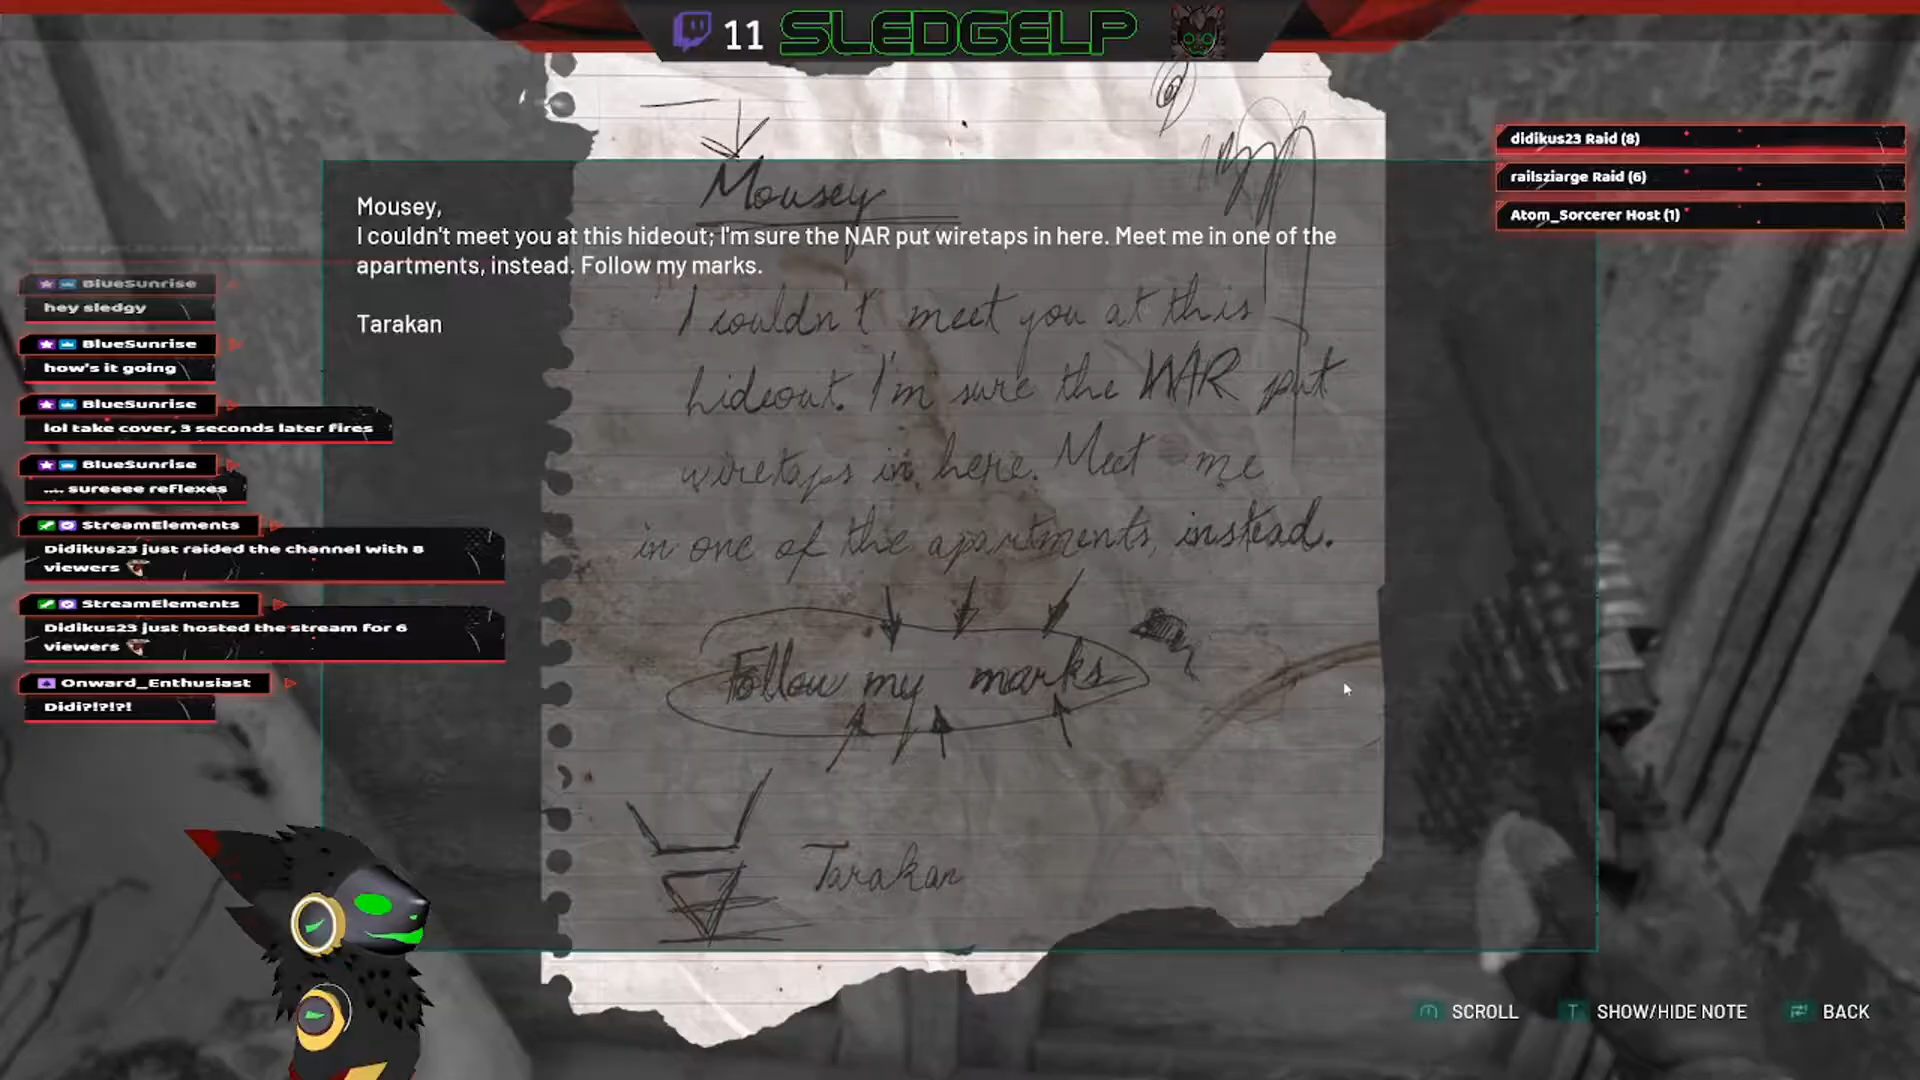 11 SLEDGELP
didikus23 Raid (8)
railsziarge Raid (6)
Atom_Sorcerer Host (1)
Mousey
Mousey,
I couldn't meet you at this hideout; I'm sure the NAR put wiretaps in here. Meet me in one of the
apartments, instead. Follow my marks.
Tarakan
I couldn't meet you at this
hideout. I'm sure the NAR put
wiretaps in here. Meet me
in one of the apartments, instead.
Follow my marks
Tarakan
BlueSunrise
hey sledgy
BlueSunrise
how's it going
BlueSunrise
lol take cover, 3 seconds later fires
BlueSunrise
.... sureeee reflexes
StreamElements
Didikus23 just raided the channel with 8
viewers
StreamElements
Didikus23 just hosted the stream for 6
viewers
Onward_Enthusiast
Didi?!?!?!
SCROLL
T SHOW/HIDE NOTE
BACK